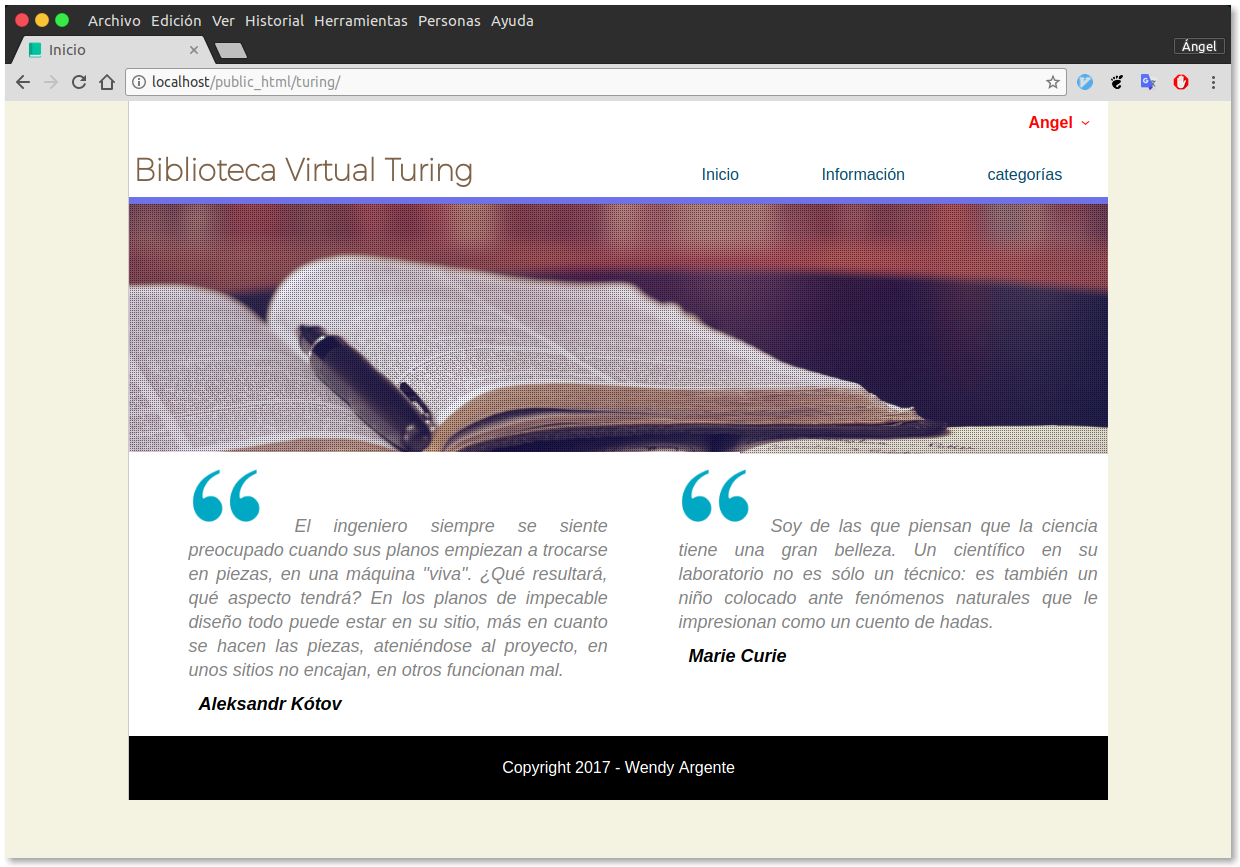 Archivo Edición Ver Historial Herramientas Personas Ayuda
Inicio
Ángel
localhost/public_html/turing/
Angel
Biblioteca Virtual Turing
Inicio Información categorías
“ El ingeniero siempre se siente
preocupado cuando sus planos empiezan a trocarse
en piezas, en una máquina "viva". ¿Qué resultará,
qué aspecto tendrá? En los planos de impecable
diseño todo puede estar en su sitio, más en cuanto
se hacen las piezas, ateniéndose al proyecto, en
unos sitios no encajan, en otros funcionan mal.
Aleksandr Kótov
“ Soy de las que piensan que la ciencia
tiene una gran belleza. Un científico en su
laboratorio no es sólo un técnico: es también un
niño colocado ante fenómenos naturales que le
impresionan como un cuento de hadas.
Marie Curie
Copyright 2017 - Wendy Argente